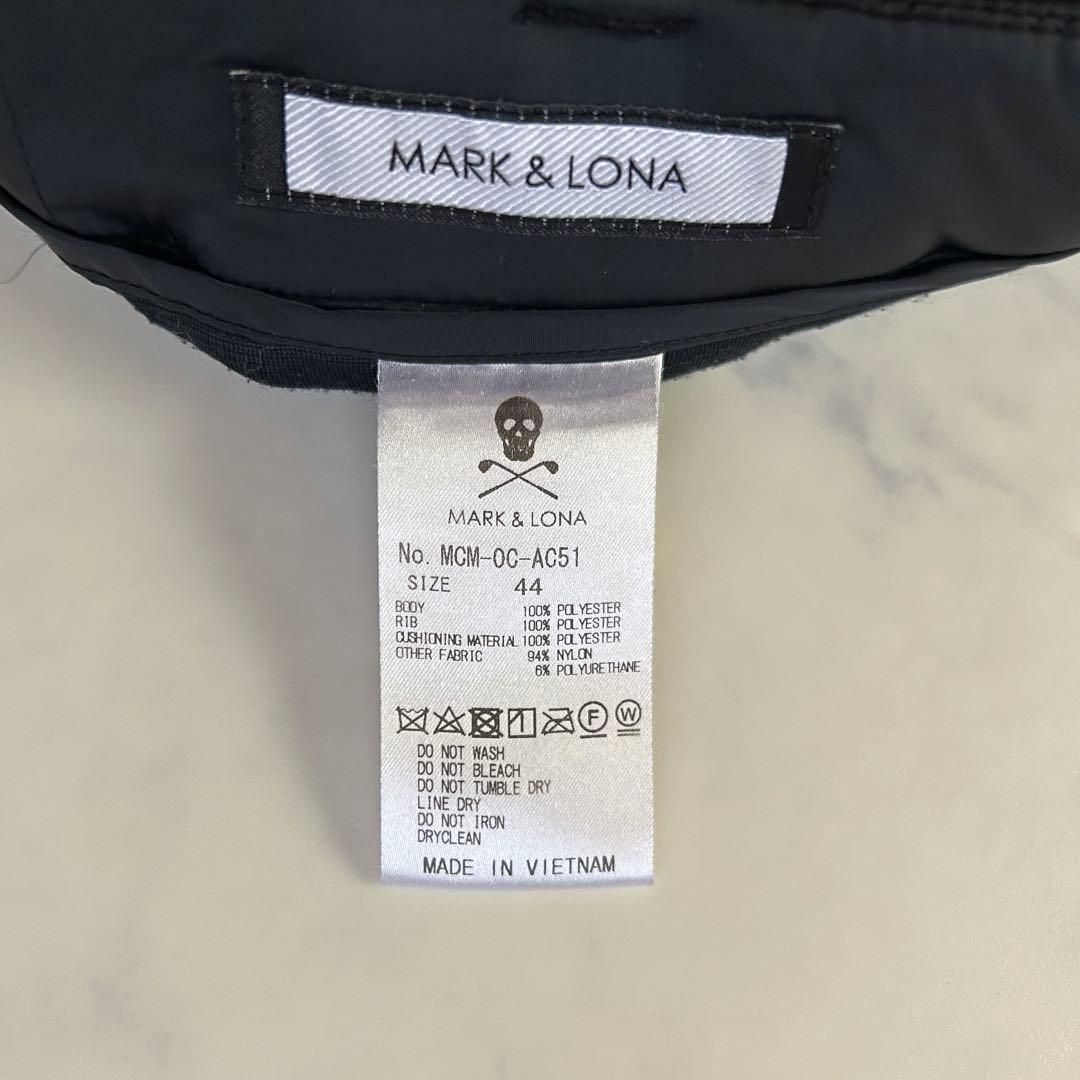 MARK & LONA
MARK & LONA
No. MCM-OC-AC51
SIZE 44
BODY 100% POLYESTER
RIB 100% POLYESTER
CUSHIONING MATERIAL 100% POLYESTER
OTHER FABRIC 94% NYLON
6% POLYURETHANE
F W
DO NOT WASH
DO NOT BLEACH
DO NOT TUMBLE DRY
LINE DRY
DO NOT IRON
DRYCLEAN
MADE IN VIETNAM